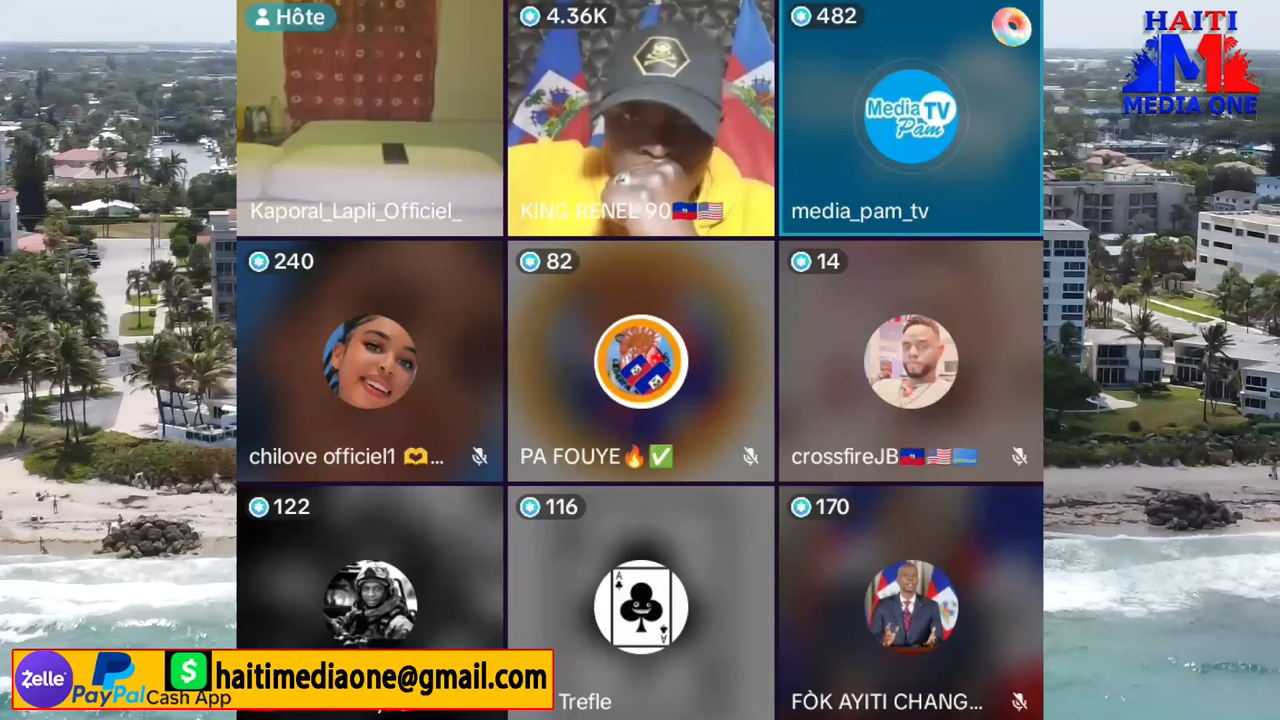 Hôte
4.36K
482
HAITI
M
MEDIA ONE
Media TV
Pam
Kaporal_Lapli_Officiel_
KING RENEL 90🇭🇹🇺🇸
media_pam_tv
240
82
14
chilove officiel1 🫶...
PA FOUYE🔥✅
crossfireJB🇭🇹🇺🇸🇦🇼
122
116
170
A
A
Zelle
PayPal
$
Cash App
haitimediaone@gmail.com
Trefle
FÒK AYITI CHANG...